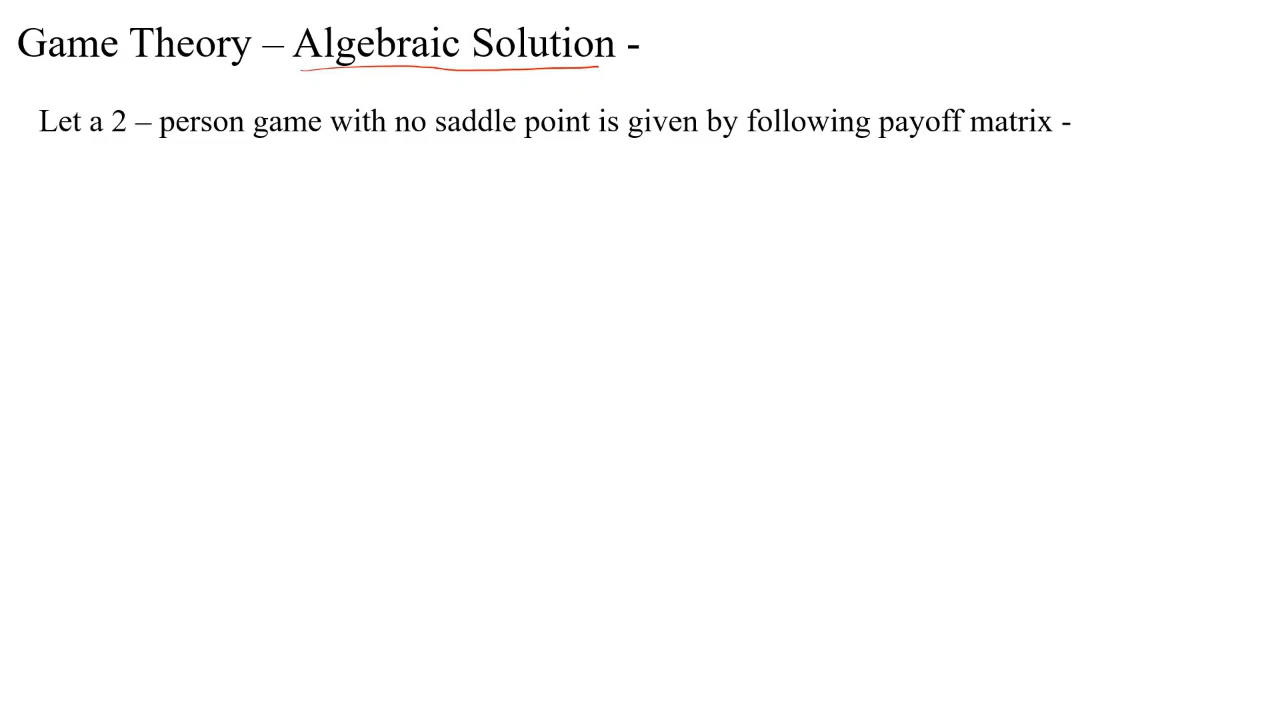 Game Theory – Algebraic Solution -
Let a 2 – person game with no saddle point is given by following payoff matrix -